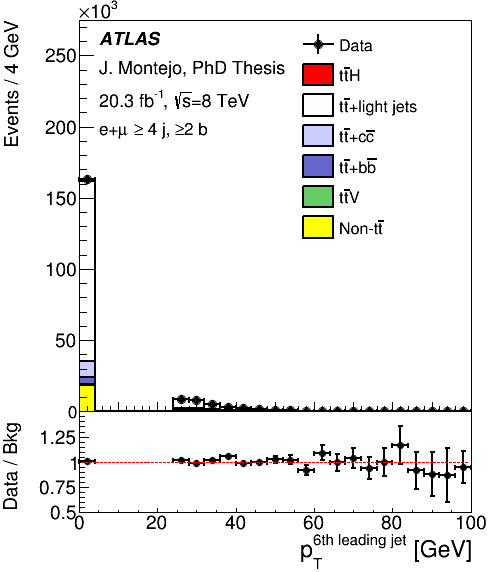 ×10³
Events / 4 GeV
250
200
150
100
50
0
ATLAS
J. Montejo, PhD Thesis
20.3 fb⁻¹, √s=8 TeV
e+μ ≥ 4 j, ≥2 b
Data
tt̅H
tt̅+light jets
tt̅+cc̅
tt̅+bb̅
tt̅V
Non-tt̅
Data / Bkg
1.25
1
0.75
0.5
0 20 40 60 80 100
p_T^6th leading jet [GeV]